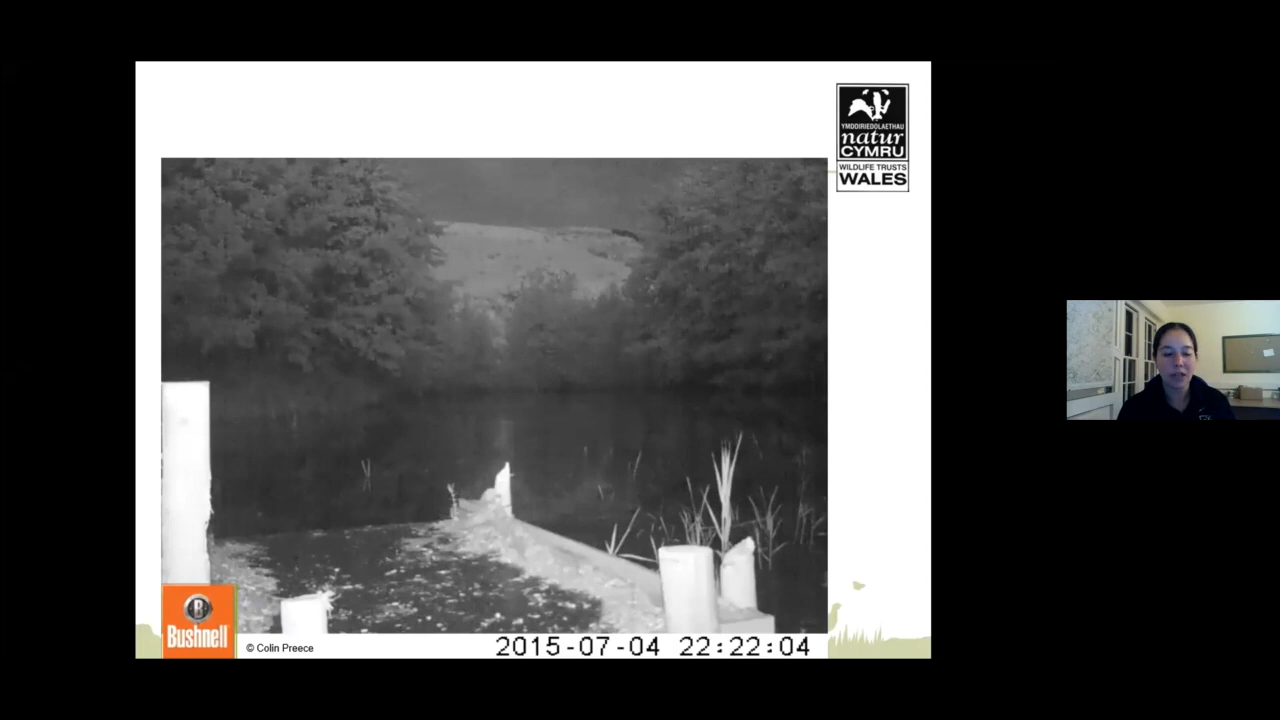 YMDDIRIEDOLAETHAU
natur
CYMRU
WILDLIFE TRUSTS
WALES
B
Bushnell
© Colin Preece
2015-07-04 22:22:04